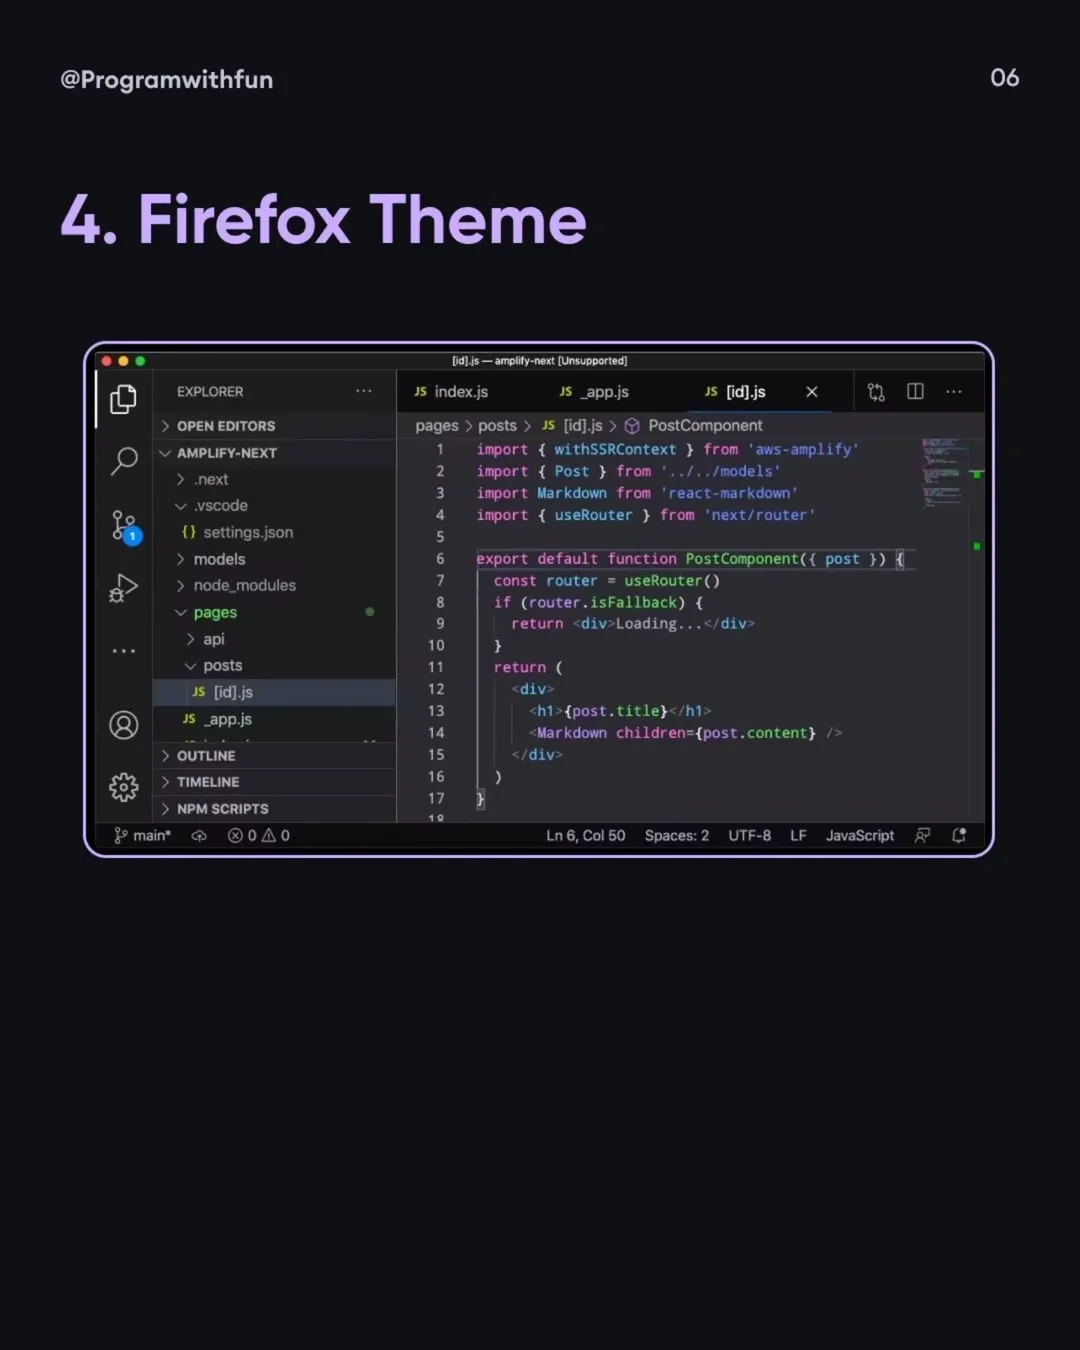 @Programwithfun
06
4. Firefox Theme
[id].js — amplify-next [Unsupported]
EXPLORER ···
JS index.js JS _app.js JS [id].js
OPEN EDITORS
pages > posts > JS [id].js > PostComponent
AMPLIFY-NEXT
.next
.vscode
{} settings.json
models
node_modules
pages
api
posts
JS [id].js
JS _app.js
OUTLINE
TIMELINE
NPM SCRIPTS
1
1 import { withSSRContext } from 'aws-amplify'
2 import { Post } from '../../models'
3 import Markdown from 'react-markdown'
4 import { useRouter } from 'next/router'
5
6 export default function PostComponent({ post }) {
7 const router = useRouter()
8 if (router.isFallback) {
9 return <div>Loading...</div>
10 }
11 return (
12 <div>
13 <h1>{post.title}</h1>
14 <Markdown children={post.content} />
15 </div>
16 )
17 }
18
main* 0 0 Ln 6, Col 50 Spaces: 2 UTF-8 LF JavaScript